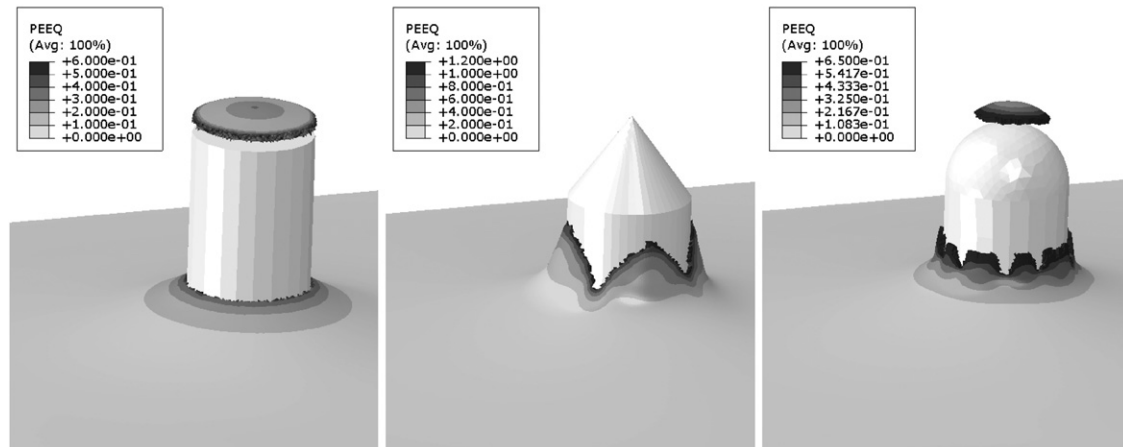 PEEQ
(Avg: 100%)
+6.000e-01
+5.000e-01
+4.000e-01
+3.000e-01
+2.000e-01
+1.000e-01
+0.000e+00
PEEQ
(Avg: 100%)
+1.200e+00
+1.000e+00
+8.000e-01
+6.000e-01
+4.000e-01
+2.000e-01
+0.000e+00
PEEQ
(Avg: 100%)
+6.500e-01
+5.417e-01
+4.333e-01
+3.250e-01
+2.167e-01
+1.083e-01
+0.000e+00